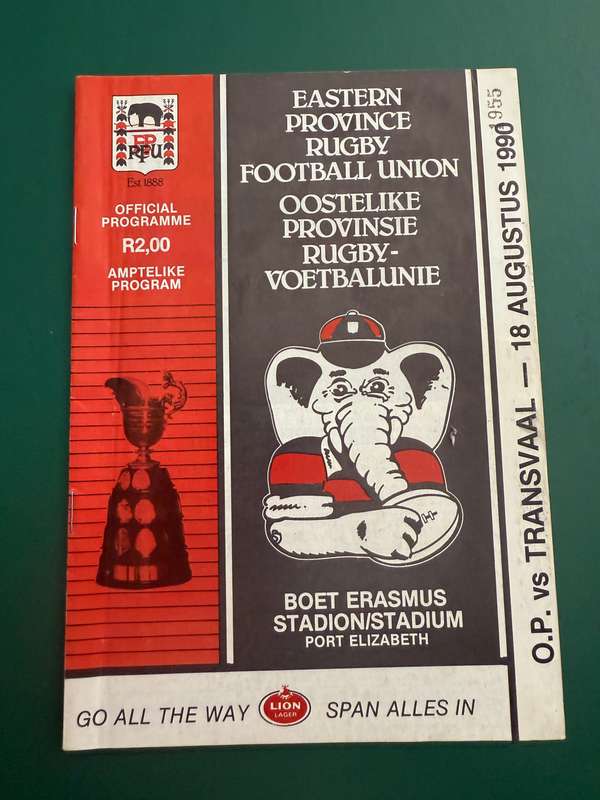 EP
RFU
Est 1888
OFFICIAL
PROGRAMME
R2,00
AMPTELIKE
PROGRAM
EASTERN
PROVINCE
RUGBY
FOOTBALL UNION
OOSTELIKE
PROVINSIE
RUGBY-
VOETBALUNIE
BOET ERASMUS
STADION/STADIUM
PORT ELIZABETH
O.P. vs TRANSVAAL — 18 AUGUSTUS 1990
1955
GO ALL THE WAY
LION
LAGER
SPAN ALLES IN